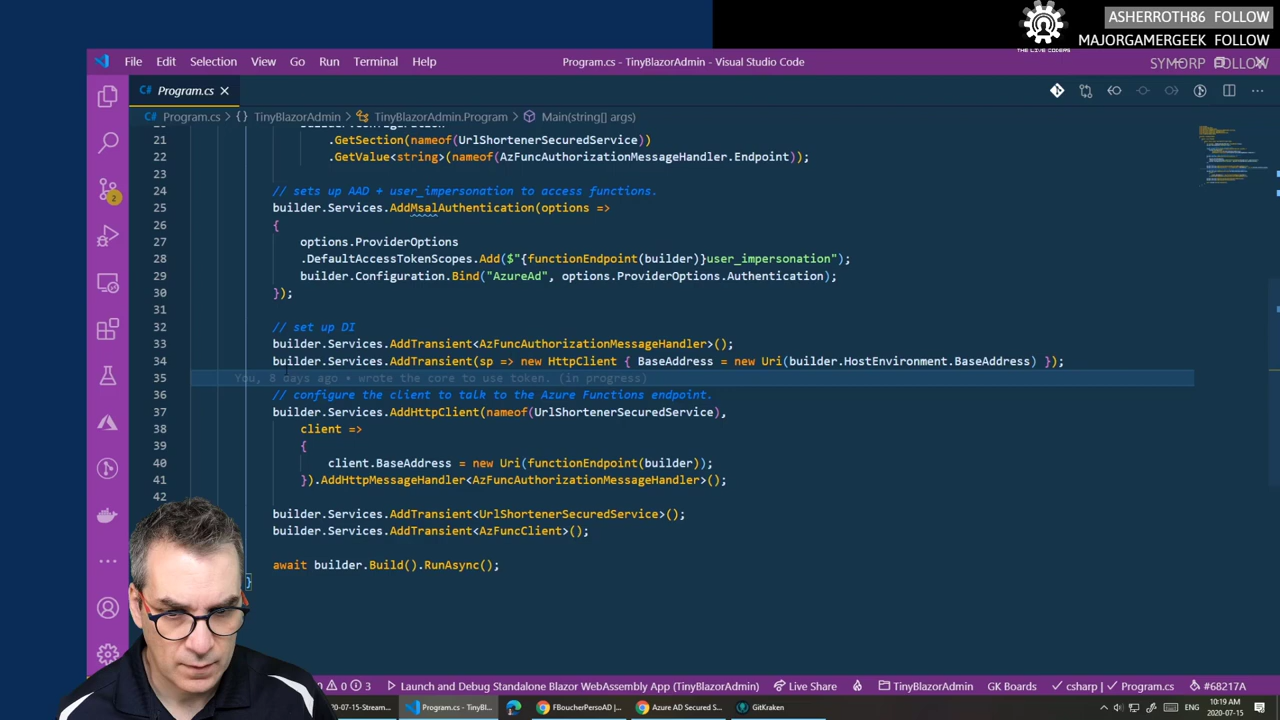 ASHERROTH86 FOLLOW
MAJORGAMERGEEK FOLLOW
SYMORP FOLLOW
THE LIVE CODERS
File Edit Selection View Go Run Terminal Help
Program.cs - TinyBlazorAdmin - Visual Studio Code
C# Program.cs
C# Program.cs > {} TinyBlazorAdmin > TinyBlazorAdmin.Program > Main(string[] args)
21 .GetSection(nameof(UrlShortenerSecuredService))
22 .GetValue<string>(nameof(AzFuncAuthorizationMessageHandler.Endpoint));
23
24 // sets up AAD + user_impersonation to access functions.
25 builder.Services.AddMsalAuthentication(options =>
26 {
27 options.ProviderOptions
28 .DefaultAccessTokenScopes.Add($"{functionEndpoint(builder)}user_impersonation");
29 builder.Configuration.Bind("AzureAd", options.ProviderOptions.Authentication);
30 });
31
32 // set up DI
33 builder.Services.AddTransient<AzFuncAuthorizationMessageHandler>();
34 builder.Services.AddTransient(sp => new HttpClient { BaseAddress = new Uri(builder.HostEnvironment.BaseAddress) });
35 You, 8 days ago • wrote the core to use token. (in progress)
36 // configure the client to talk to the Azure Functions endpoint.
37 builder.Services.AddHttpClient(nameof(UrlShortenerSecuredService),
38 client =>
39 {
40 client.BaseAddress = new Uri(functionEndpoint(builder));
41 }).AddHttpMessageHandler<AzFuncAuthorizationMessageHandler>();
42
builder.Services.AddTransient<UrlShortenerSecuredService>();
builder.Services.AddTransient<AzFuncClient>();
await builder.Build().RunAsync();
}
2
0 3 Launch and Debug Standalone Blazor WebAssembly App (TinyBlazorAdmin) Live Share TinyBlazorAdmin GK Boards csharp | Program.cs #68217A
2020-07-15-Stream... Program.cs - TinyBl... FBoucherPersoAD |... Azure AD Secured S... GitKraken
10:19 AM
2020-07-15